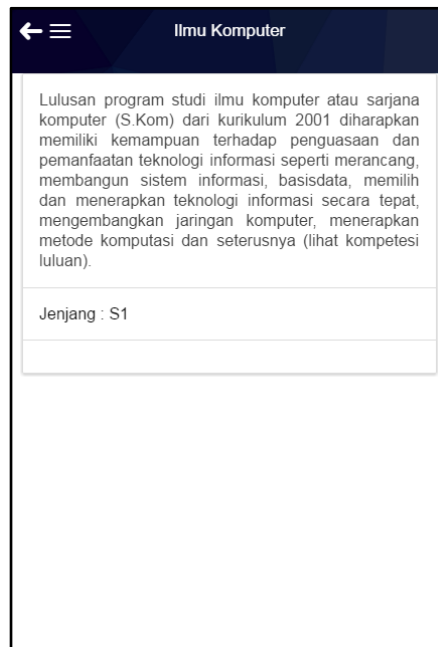 Ilmu Komputer
Lulusan program studi ilmu komputer atau sarjana
komputer (S.Kom) dari kurikulum 2001 diharapkan
memiliki kemampuan terhadap penguasaan dan
pemanfaatan teknologi informasi seperti merancang,
membangun sistem informasi, basisdata, memilih
dan menerapkan teknologi informasi secara tepat,
mengembangkan jaringan komputer, menerapkan
metode komputasi dan seterusnya (lihat kompetesi
luluan).
Jenjang : S1